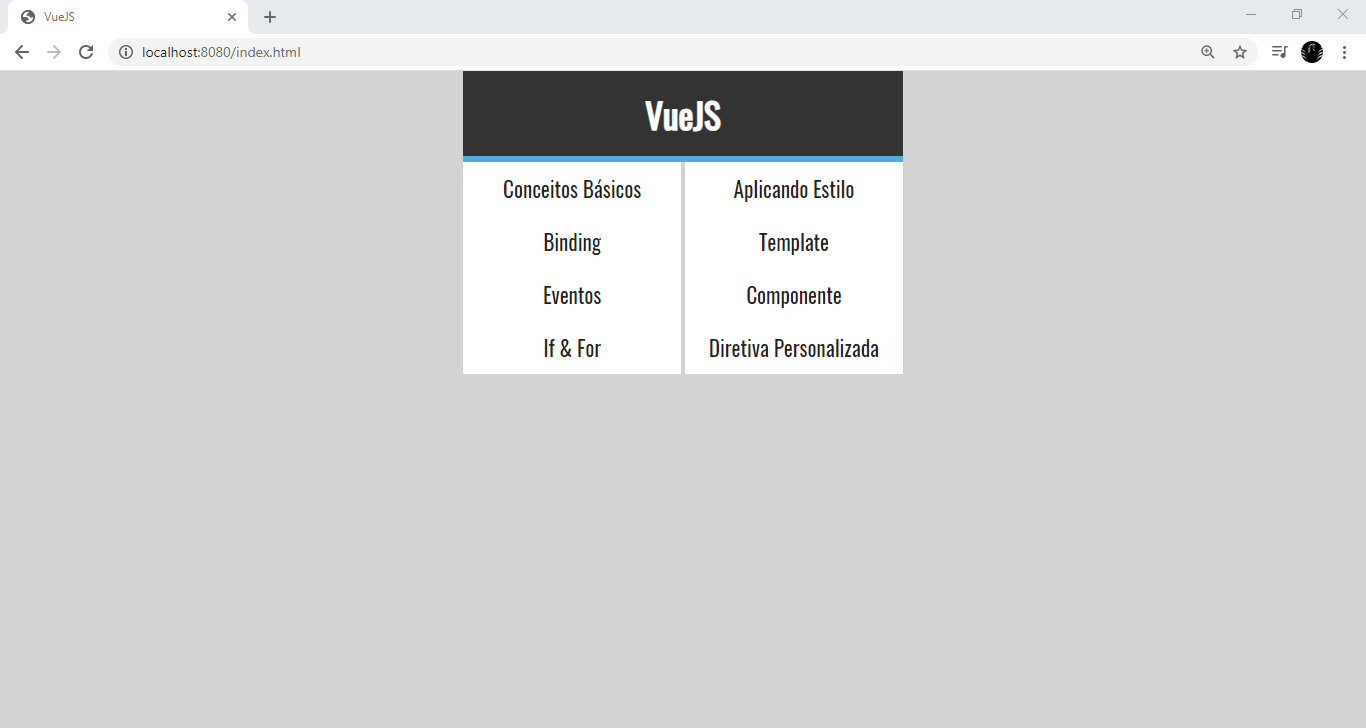 VueJS
localhost:8080/index.html
VueJS
Conceitos Básicos
Aplicando Estilo
Binding
Template
Eventos
Componente
If & For
Diretiva Personalizada